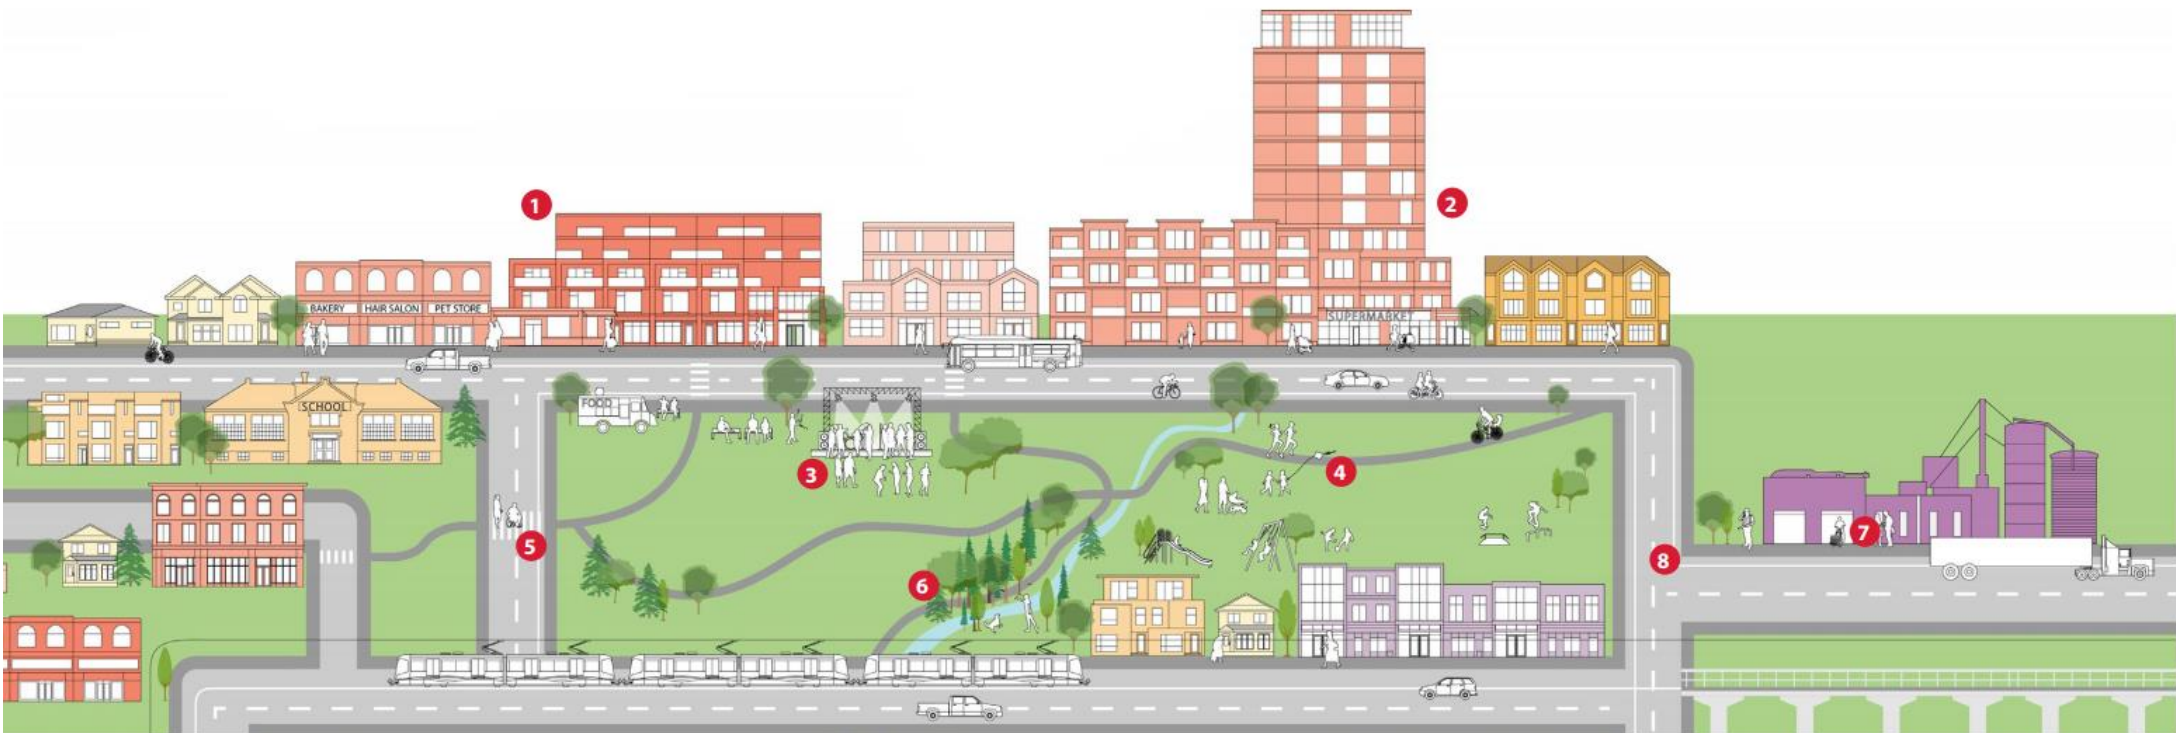 1
2
BAKERY
HAIR SALON
PET STORE
SUPERMARKET
SCHOOL
FOOD
3
4
5
6
7
8